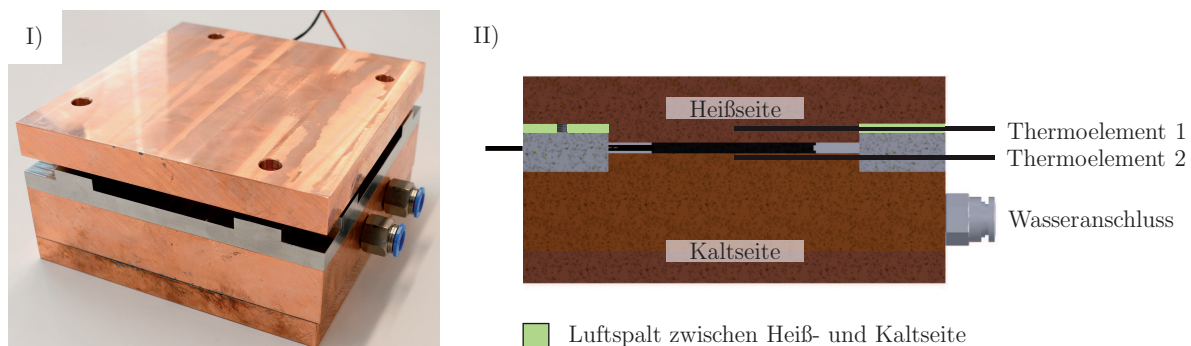 I)
II)
Heißseite
Thermoelement 1
Thermoelement 2
Wasseranschluss
Kaltseite
Luftspalt zwischen Heiß- und Kaltseite